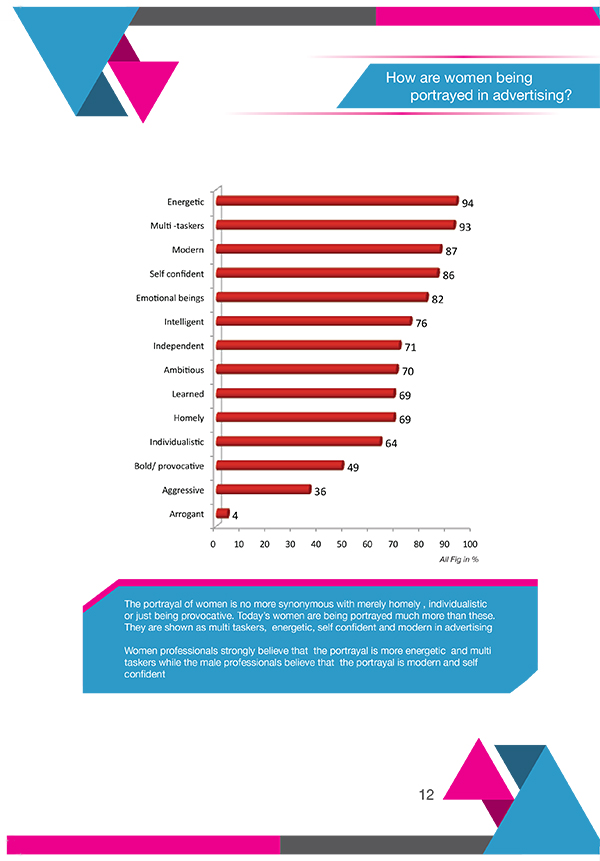 How are women being
portrayed in advertising?
Energetic 94
Multi -taskers 93
Modern 87
Self confident 86
Emotional beings 82
Intelligent 76
Independent 71
Ambitious 70
Learned 69
Homely 69
Individualistic 64
Bold/ provocative 49
Aggressive 36
Arrogant 4
0 10 20 30 40 50 60 70 80 90 100
All Fig in %
The portrayal of women is no more synonymous with merely homely , individualistic
or just being provocative. Today's women are being portrayed much more than these.
They are shown as multi taskers, energetic, self confident and modern in advertising
Women professionals strongly believe that the portrayal is more energetic and multi
taskers while the male professionals believe that the portrayal is modern and self
confident
12